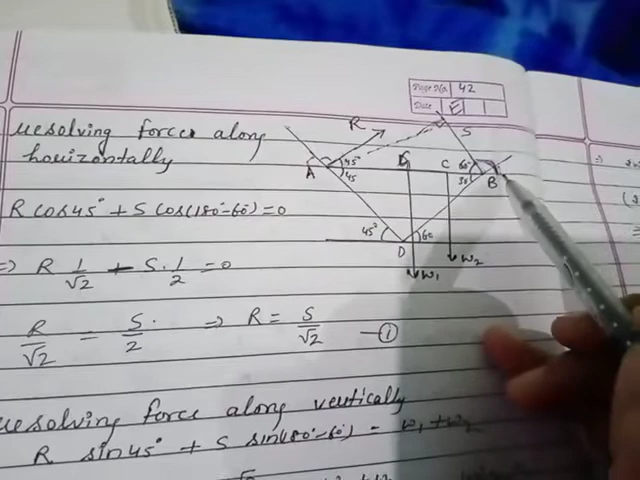 Page No. 42
Date E 1
resolving forces along
horizontally
R S
A 45° 45 G C 60° 30 B
R cos45° + S cos(180°-60°) = 0
45° D 60 W₂ W₁
=> R 1/√2 - S. 1/2 = 0
R/√2 = S/2 => R = S/√2 —①
resolving force along vertically
R sin45° + S sin(180°-60°) = W₁ + W₂